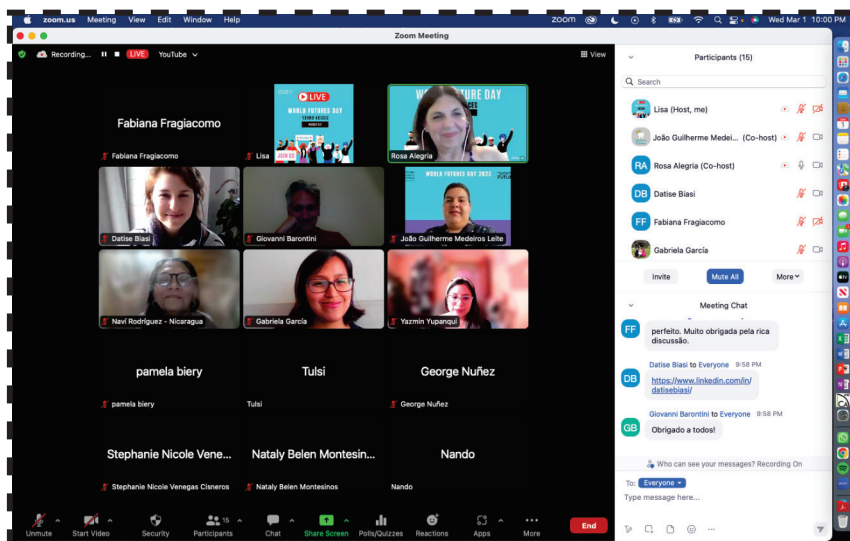 zoom.us Meeting View Edit Window Help
zoom
Wed Mar 1 10:00 PM
Zoom Meeting
Recording...
LIVE
YouTube
View
Fabiana Fragiacomo
Fabiana Fragiacomo
LIVE
WORLD FUTURES DAY
YOUNG VOICES
JOIN US
Lisa
Rosa Alegria
Datise Biasi
Giovanni Barontini
WORLD FUTURES DAY 2023
João Guilherme Medeiros Leite
Naví Rodríguez - Nicaragua
Gabriela García
Yazmin Yupanqui
pamela biery
pamela biery
Tulsi
Tulsi
George Nuñez
George Nuñez
Stephanie Nicole Vene...
Stephanie Nicole Venegas Cisneros
Nataly Belen Montesin...
Nataly Belen Montesinos
Nando
Nando
Unmute
Start Video
Security
15
Participants
Chat
Share Screen
Polls/Quizzes
Reactions
Apps
More
End
Participants (15)
Search
Lisa (Host, me)
João Guilherme Medei... (Co-host)
RA
Rosa Alegria (Co-host)
DB
Datise Biasi
FF
Fabiana Fragiacomo
Gabriela García
Invite
Mute All
More
Meeting Chat
FF
perfeito. Muito obrigada pela rica
discussão.
Datise Biasi to Everyone 9:58 PM
DB
https://www.linkedin.com/in/
datisebiasi/
Giovanni Barontini to Everyone 9:58 PM
GB
Obrigado a todos!
Who can see your messages? Recording On
To: Everyone
Type message here...